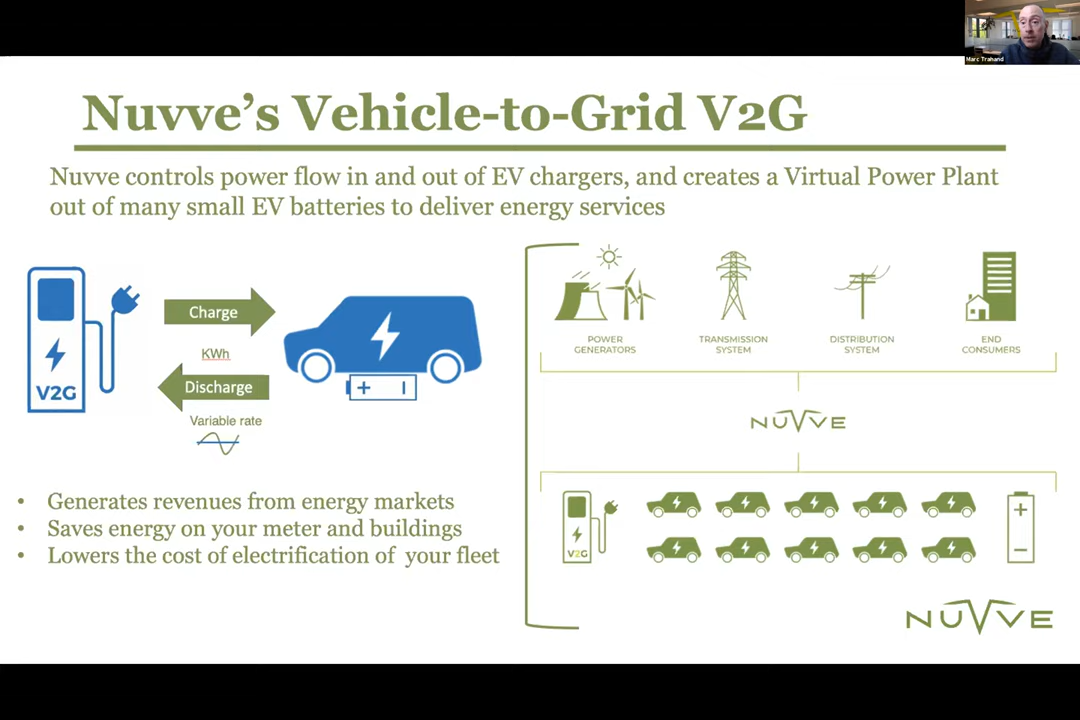 Marc Trahand
Nuvve's Vehicle-to-Grid V2G
Nuvve controls power flow in and out of EV chargers, and creates a Virtual Power Plant
out of many small EV batteries to deliver energy services
V2G
Charge
KWh
Discharge
Variable rate
• Generates revenues from energy markets
• Saves energy on your meter and buildings
• Lowers the cost of electrification of your fleet
POWER
GENERATORS
TRANSMISSION
SYSTEM
DISTRIBUTION
SYSTEM
END
CONSUMERS
NUVVE
V2G
NUVVE